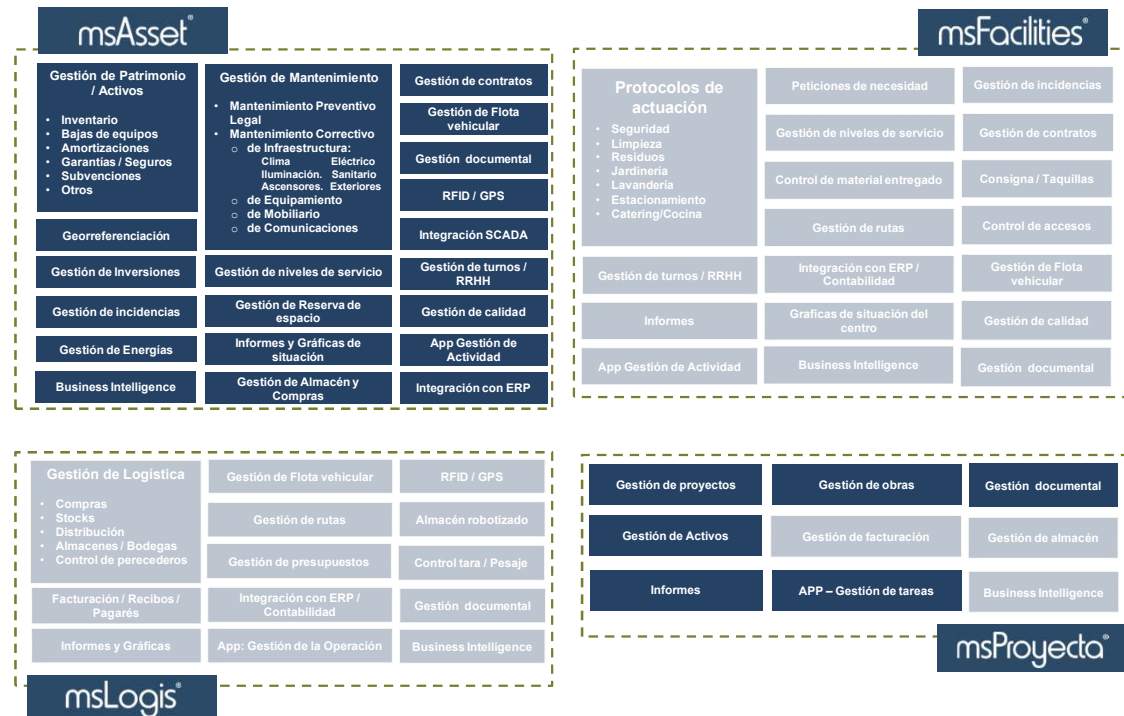 msAsset®
Gestión de Patrimonio
/ Activos
• Inventario
• Bajas de equipos
• Amortizaciones
• Garantías / Seguros
• Subvenciones
• Otros
Georreferenciación
Gestión de Inversiones
Gestión de incidencias
Gestión de Energías
Business Intelligence
Gestión de Mantenimiento
• Mantenimiento Preventivo
Legal
• Mantenimiento Correctivo
o de Infraestructura:
Clima Eléctrico
Iluminación. Sanitario
Ascensores. Exteriores
o de Equipamiento
o de Mobiliario
o de Comunicaciones
Gestión de niveles de servicio
Gestión de Reserva de
espacio
Informes y Gráficas de
situación
Gestión de Almacén y
Compras
Gestión de contratos
Gestión de Flota
vehicular
Gestión documental
RFID / GPS
Integración SCADA
Gestión de turnos /
RRHH
Gestión de calidad
App Gestión de
Actividad
Integración con ERP
msFacilities®
Protocolos de
actuación
• Seguridad
• Limpieza
• Residuos
• Jardinería
• Lavandería
• Estacionamiento
• Catering/Cocina
Gestión de turnos / RRHH
Informes
App Gestión de Actividad
Peticiones de necesidad
Gestión de niveles de servicio
Control de material entregado
Gestión de rutas
Integración con ERP /
Contabilidad
Graficas de situación del
centro
Business Intelligence
Gestión de incidencias
Gestión de contratos
Consigna / Taquillas
Control de accesos
Gestión de Flota
vehicular
Gestión de calidad
Gestión documental
Gestión de Logística
• Compras
• Stocks
• Distribución
• Almacenes / Bodegas
• Control de perecederos
Facturación / Recibos /
Pagarés
Informes y Gráficas
Gestión de Flota vehicular
Gestión de rutas
Gestión de presupuestos
Integración con ERP /
Contabilidad
App: Gestión de la Operación
RFID / GPS
Almacén robotizado
Control tara / Pesaje
Gestión documental
Business Intelligence
msLogis®
Gestión de proyectos
Gestión de obras
Gestión documental
Gestión de Activos
Gestión de facturación
Gestión de almacén
Informes
APP – Gestión de tareas
Business Intelligence
msProyecta®